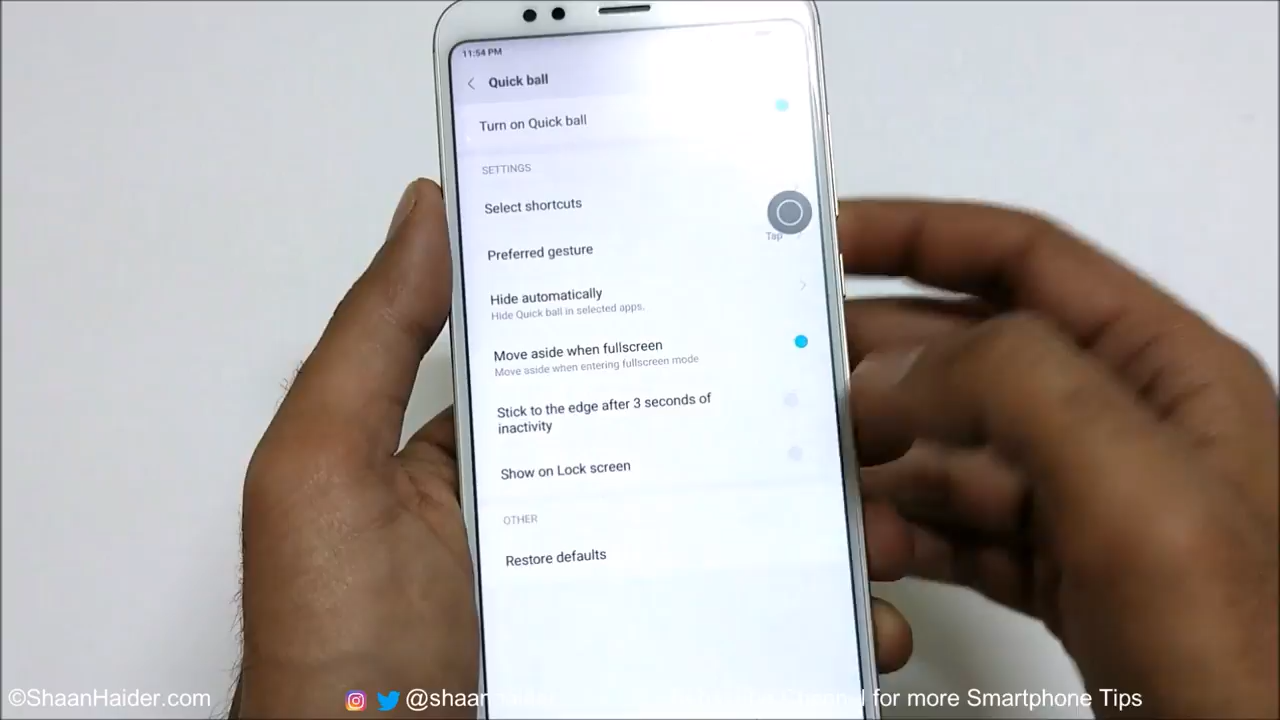 11:54 PM
Quick ball
Turn on Quick ball
SETTINGS
Select shortcuts
Tap
Preferred gesture
Hide automatically
Hide Quick ball in selected apps.
Move aside when fullscreen
Move aside when entering fullscreen mode
Stick to the edge after 3 seconds of
inactivity
Show on Lock screen
OTHER
Restore defaults
©ShaanHaider.com
@shaan
for more Smartphone Tips